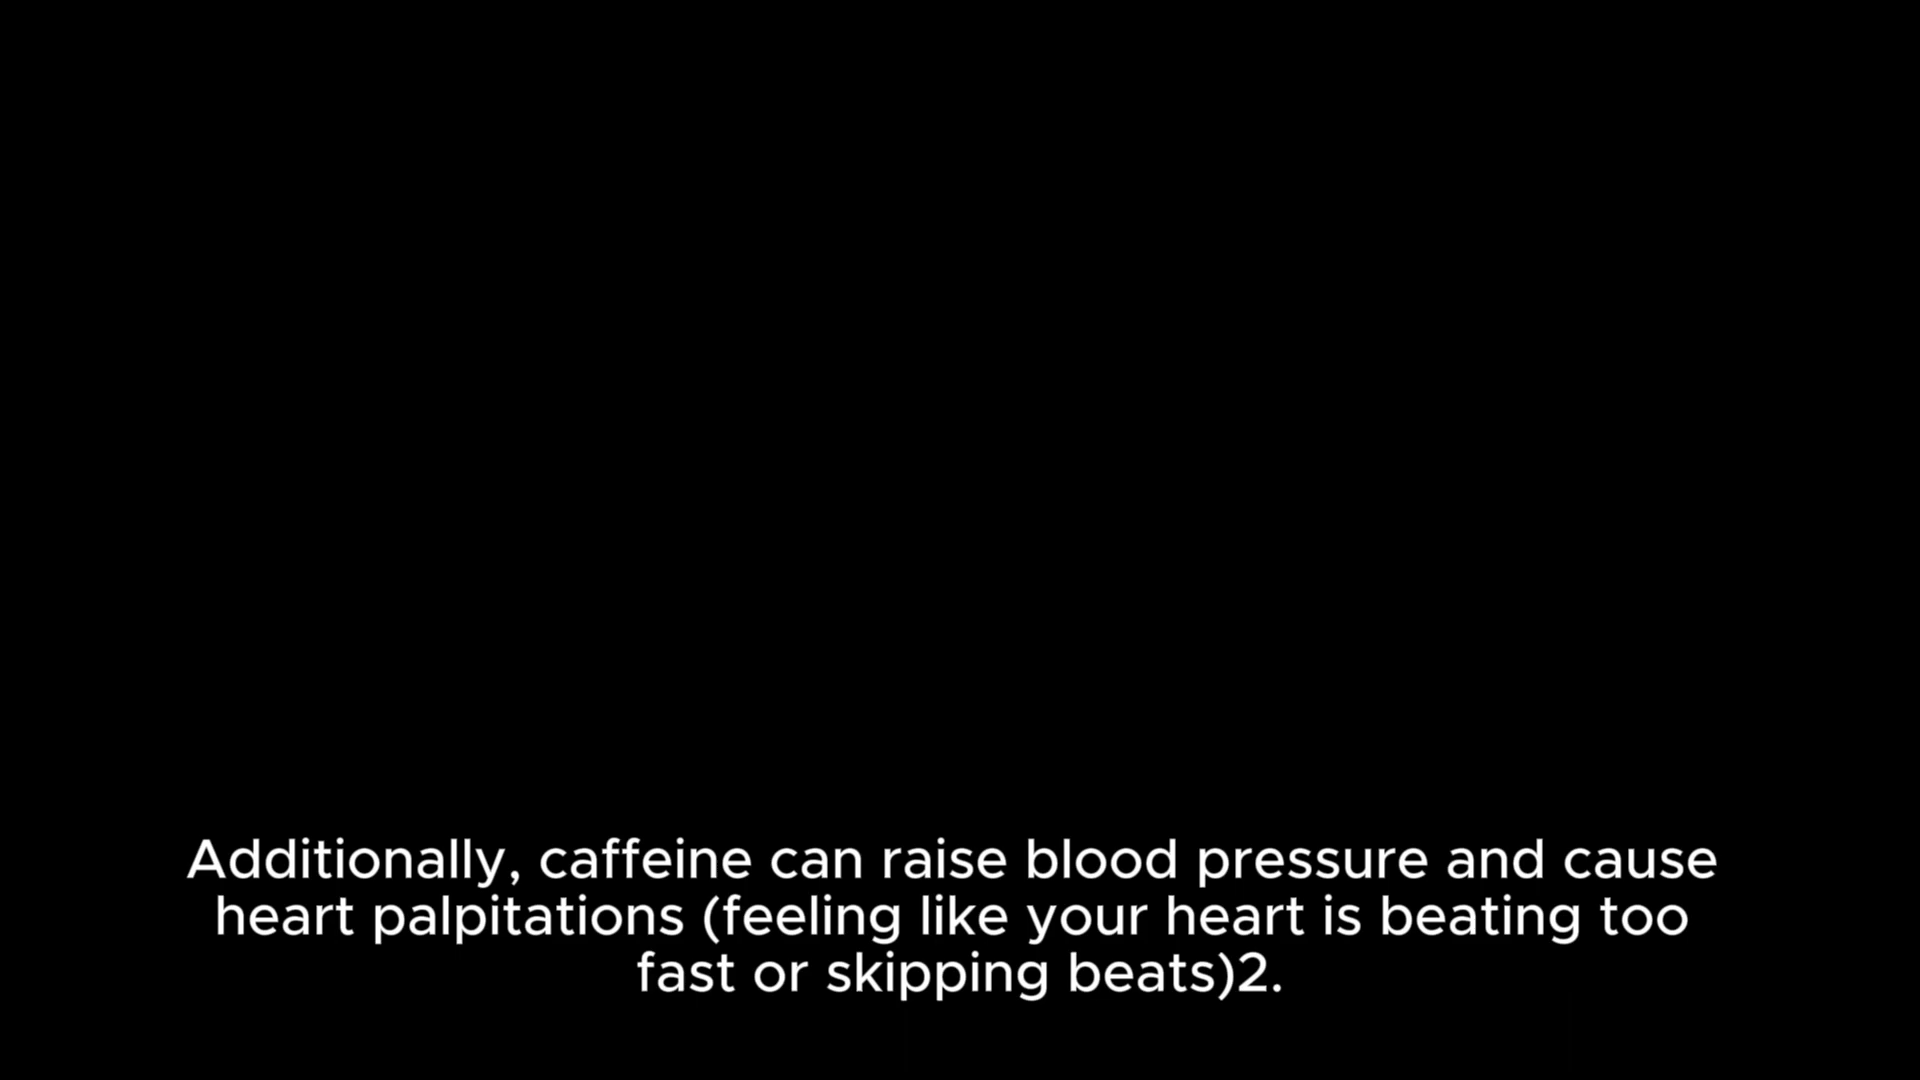 Additionally, caffeine can raise blood pressure and cause
heart palpitations (feeling like your heart is beating too
fast or skipping beats)2.